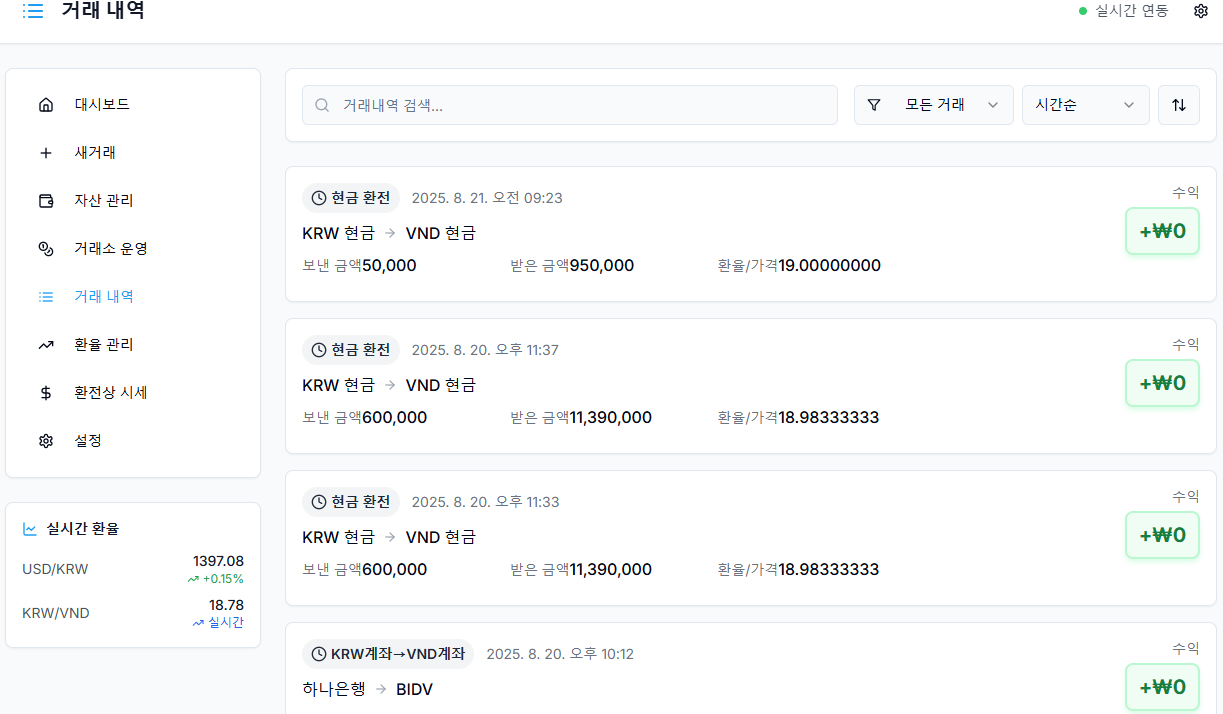 거래 내역
실시간 연동
대시보드
새거래
자산 관리
거래소 운영
거래 내역
환율 관리
환전상 시세
설정
실시간 환율
USD/KRW 1397.08
+0.15%
KRW/VND 18.78
실시간
거래내역 검색...
모든 거래
시간순
현금 환전 2025. 8. 21. 오전 09:23
수익
KRW 현금 → VND 현금
+₩0
보낸 금액50,000 받은 금액950,000 환율/가격19.00000000
현금 환전 2025. 8. 20. 오후 11:37
수익
KRW 현금 → VND 현금
+₩0
보낸 금액600,000 받은 금액11,390,000 환율/가격18.98333333
현금 환전 2025. 8. 20. 오후 11:33
수익
KRW 현금 → VND 현금
+₩0
보낸 금액600,000 받은 금액11,390,000 환율/가격18.98333333
KRW계좌→VND계좌 2025. 8. 20. 오후 10:12
수익
하나은행 → BIDV
+₩0